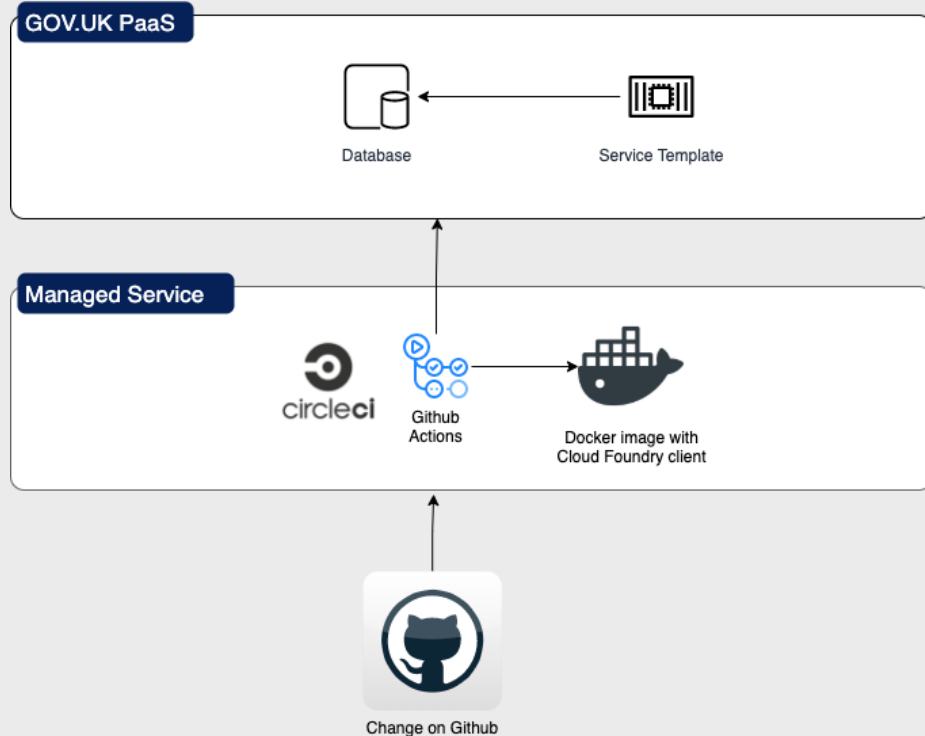 GOV.UK PaaS
Database
Service Template
Managed Service
circleci
Github
Actions
Docker image with
Cloud Foundry client
Change on Github